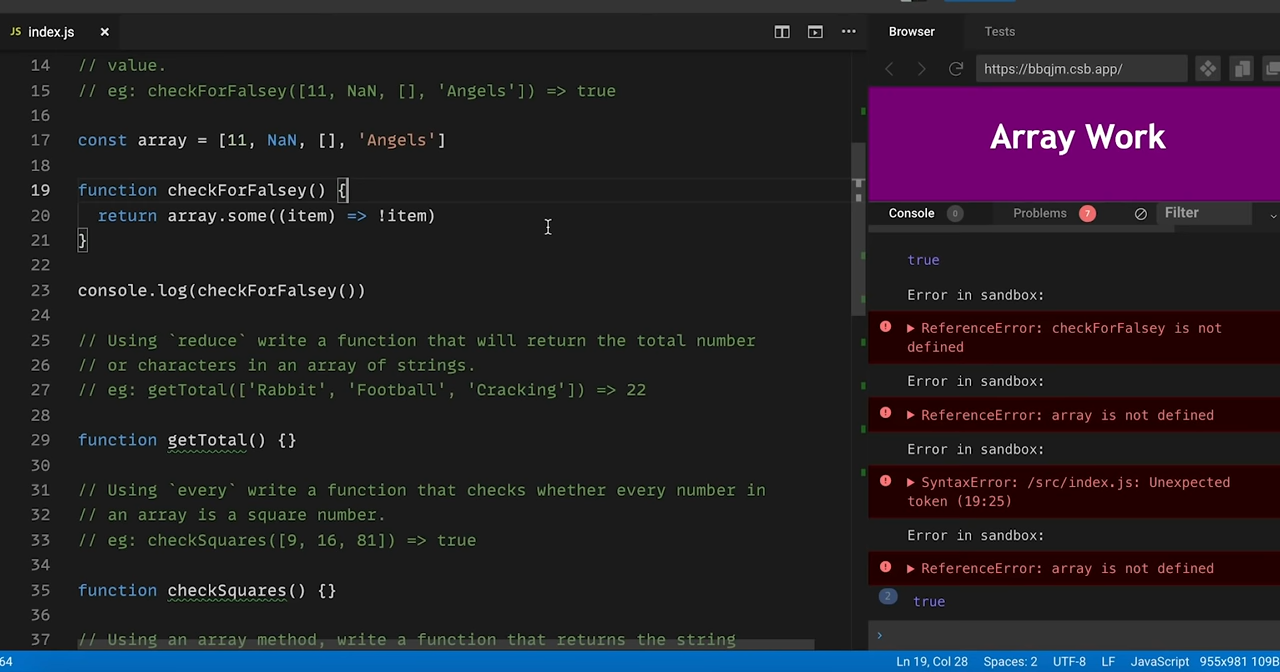 JS index.js ×
Browser Tests
https://bbqjm.csb.app/
14 // value.
15 // eg: checkForFalsey([11, NaN, [], 'Angels']) => true
16
17 const array = [11, NaN, [], 'Angels']
18
19 function checkForFalsey() {
20 return array.some((item) => !item)
21 }
22
23 console.log(checkForFalsey())
24
25 // Using `reduce` write a function that will return the total number
26 // or characters in an array of strings.
27 // eg: getTotal(['Rabbit', 'Football', 'Cracking']) => 22
28
29 function getTotal() {}
30
31 // Using `every` write a function that checks whether every number in
32 // an array is a square number.
33 // eg: checkSquares([9, 16, 81]) => true
34
35 function checkSquares() {}
36
37 // Using an array method, write a function that returns the string
Array Work
Console 0 Problems 7 Filter
true
Error in sandbox:
ReferenceError: checkForFalsey is not
defined
Error in sandbox:
ReferenceError: array is not defined
Error in sandbox:
SyntaxError: /src/index.js: Unexpected
token (19:25)
Error in sandbox:
ReferenceError: array is not defined
2 true
›
64 Ln 19, Col 28 Spaces: 2 UTF-8 LF JavaScript 955x981 109B